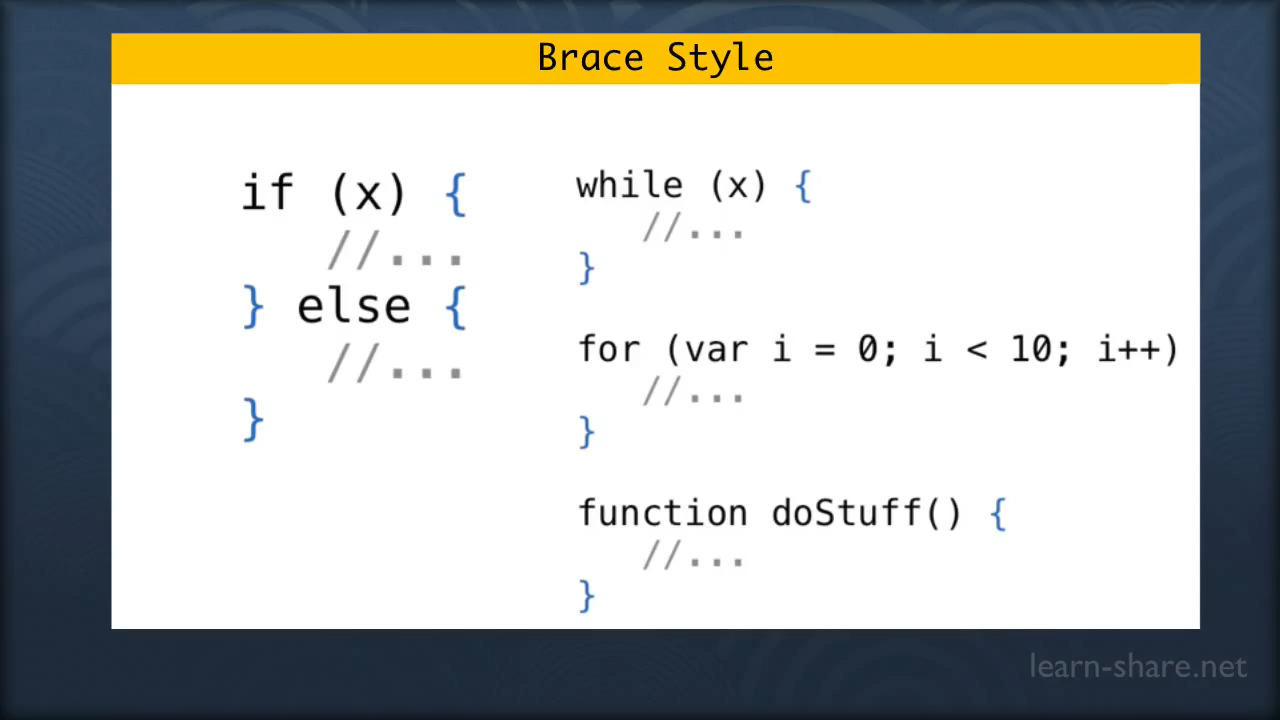 Brace Style
if (x) {
//...
} else {
//...
}
while (x) {
//...
}
for (var i = 0; i < 10; i++)
//...
}
function doStuff() {
//...
}
learn-share.net